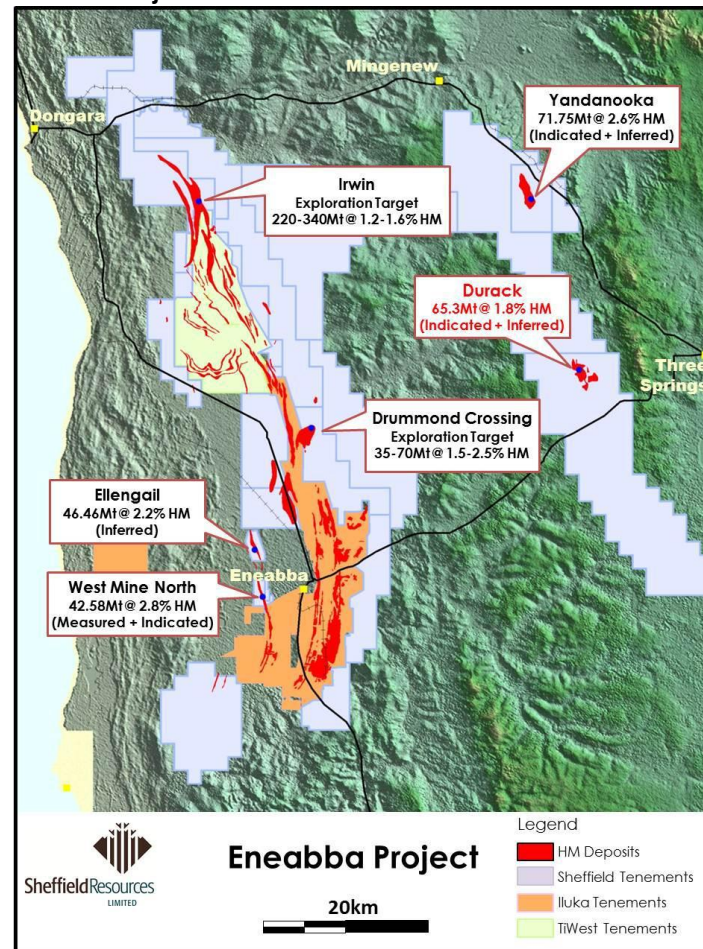 Mingenew
Dongara
Yandanooka
71.75Mt@ 2.6% HM
(Indicated + Inferred)
Irwin
Exploration Target
220-340Mt@ 1.2-1.6% HM
Durack
65.3Mt@ 1.8% HM
(Indicated + Inferred)
Three
Springs
Drummond Crossing
Exploration Target
35-70Mt@ 1.5-2.5% HM
Ellengail
46.46Mt@ 2.2% HM
(Inferred)
Eneabba
West Mine North
42.58Mt@ 2.8% HM
(Measured + Indicated)
SheffieldResources
LIMITED
Eneabba Project
20km
Legend
HM Deposits
Sheffield Tenements
Iluka Tenements
TiWest Tenements